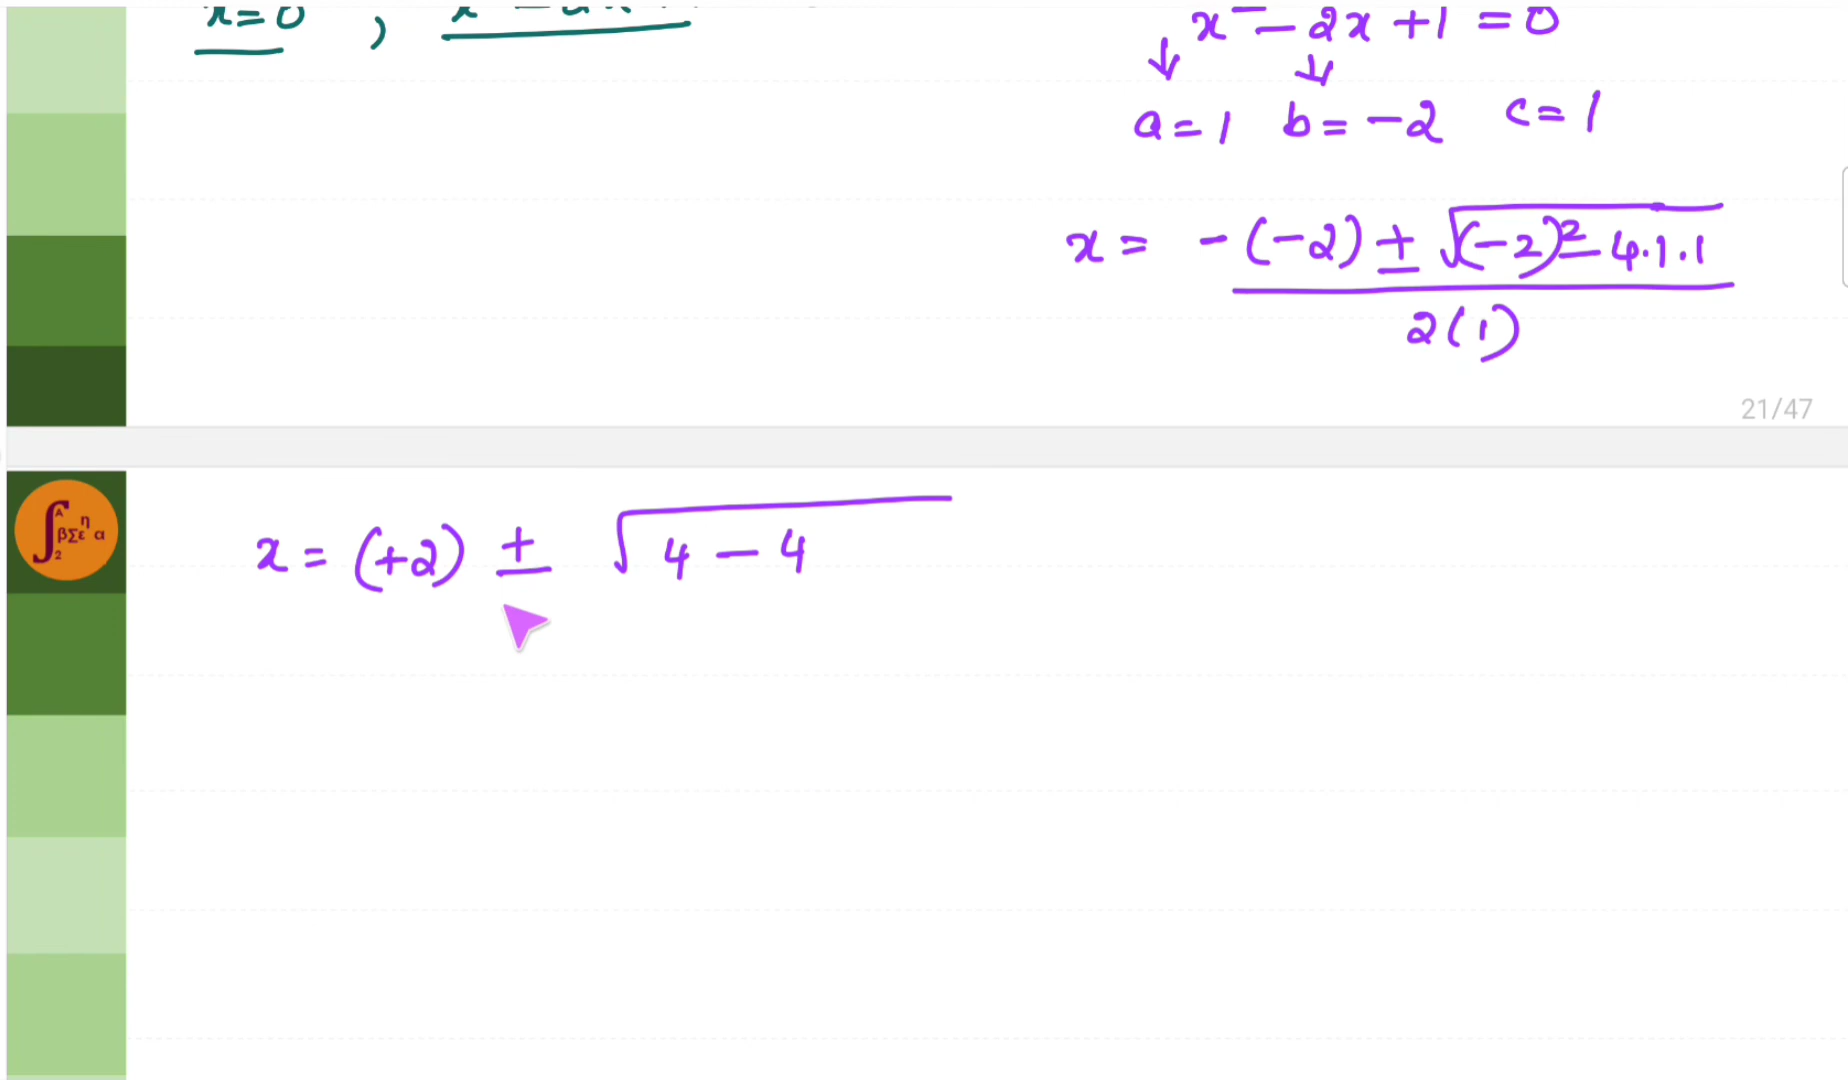 x=0 ,
x² − 2x + 1 = 0
a = 1 b = −2 c = 1
x = −(−2) ± √(−2)² − 4.1.1
2(1)
21/47
x = (+2) ± √4 − 4